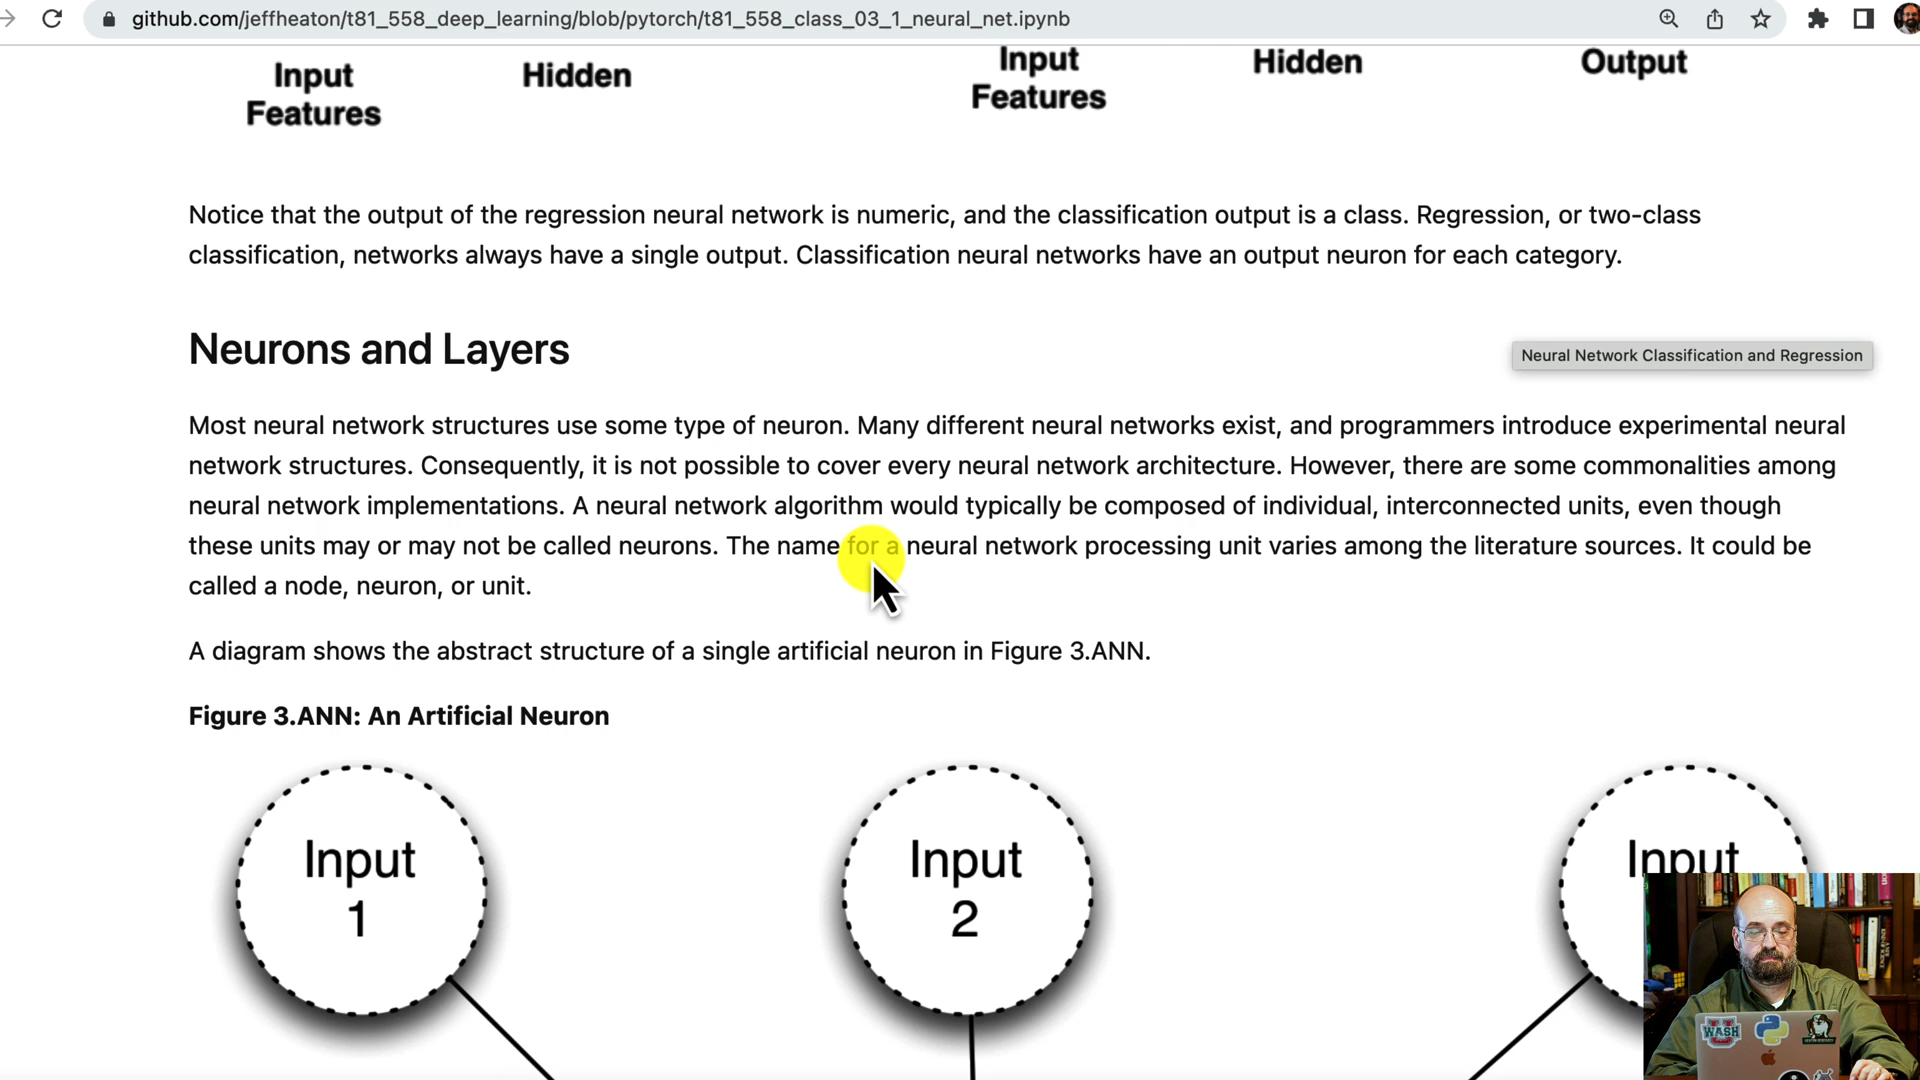 github.com/jeffheaton/t81_558_deep_learning/blob/pytorch/t81_558_class_03_1_neural_net.ipynb
Input
Features
Hidden
Input
Features
Hidden
Output
Notice that the output of the regression neural network is numeric, and the classification output is a class. Regression, or two-class
classification, networks always have a single output. Classification neural networks have an output neuron for each category.
Neurons and Layers
Neural Network Classification and Regression
Most neural network structures use some type of neuron. Many different neural networks exist, and programmers introduce experimental neural
network structures. Consequently, it is not possible to cover every neural network architecture. However, there are some commonalities among
neural network implementations. A neural network algorithm would typically be composed of individual, interconnected units, even though
these units may or may not be called neurons. The name for a neural network processing unit varies among the literature sources. It could be
called a node, neuron, or unit.
A diagram shows the abstract structure of a single artificial neuron in Figure 3.ANN.
Figure 3.ANN: An Artificial Neuron
Input
1
Input
2
Input
WASH